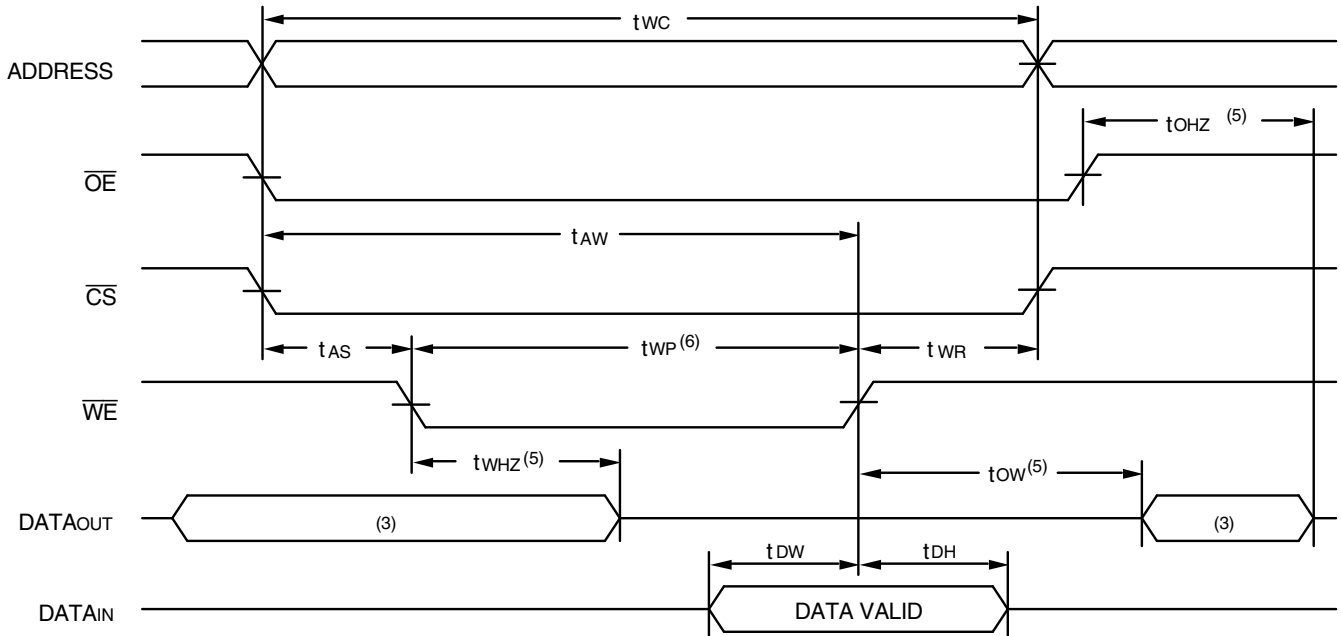 tWC
ADDRESS
tOHZ (5)
OE
tAW
CS
tAS
tWP(6)
tWR
WE
tWHZ(5)
tOW(5)
DATAOUT
(3)
(3)
tDW
tDH
DATAIN
DATA VALID